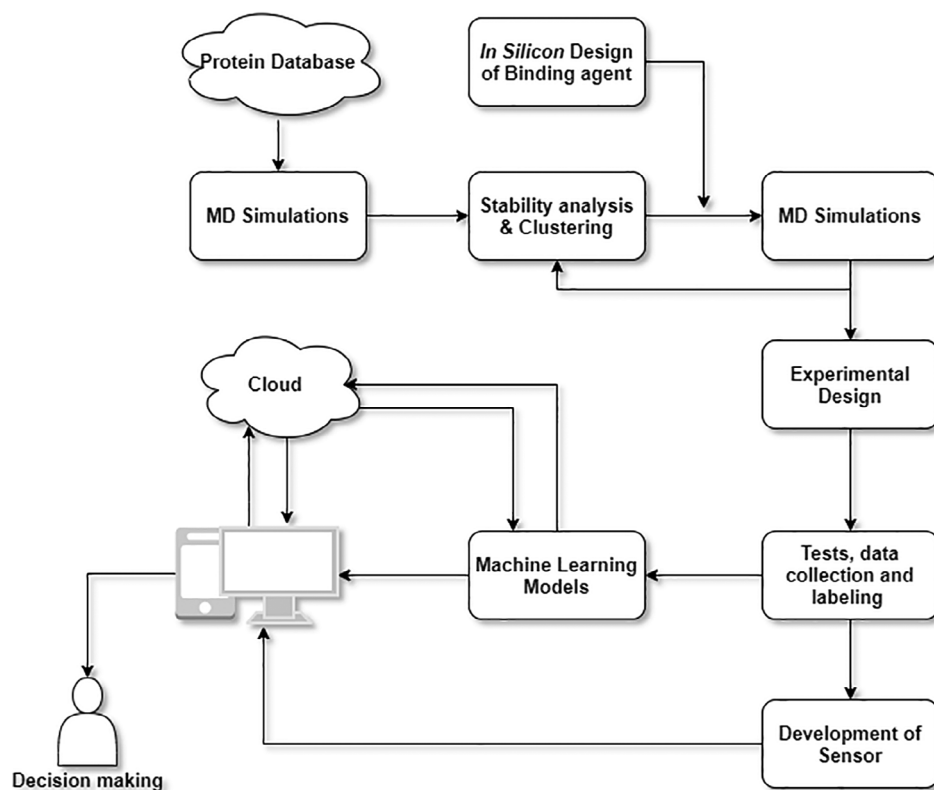 Protein Database
In Silicon Design
of Binding agent
MD Simulations
Stability analysis
& Clustering
MD Simulations
Experimental
Design
Cloud
Machine Learning
Models
Tests, data
collection and
labeling
Development of
Sensor
Decision making